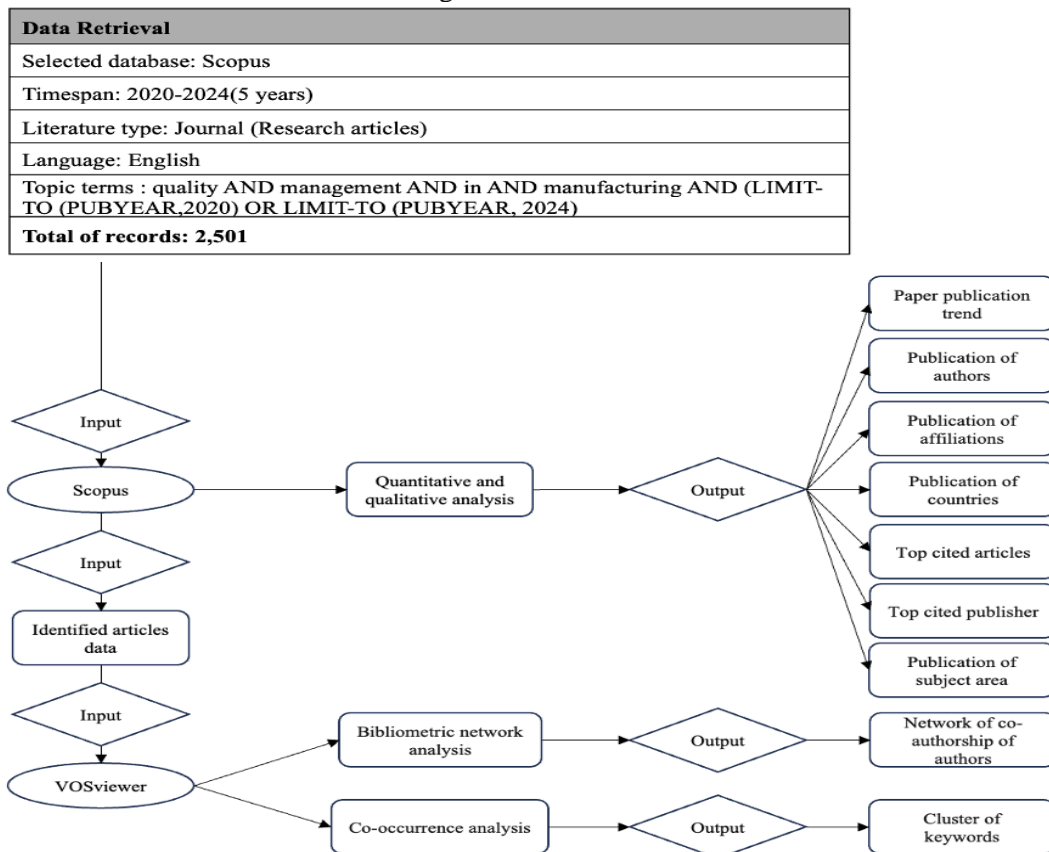 Data Retrieval
Selected database: Scopus
Timespan: 2020-2024(5 years)
Literature type: Journal (Research articles)
Language: English
Topic terms : quality AND management AND in AND manufacturing AND (LIMIT-
TO (PUBYEAR,2020) OR LIMIT-TO (PUBYEAR, 2024)
Total of records: 2,501
Input
Scopus
Quantitative and
qualitative analysis
Output
Paper publication
trend
Publication of
authors
Publication of
affiliations
Publication of
countries
Top cited articles
Top cited publisher
Publication of
subject area
Input
Identified articles
data
Input
VOSviewer
Bibliometric network
analysis
Output
Network of co-
authorship of
authors
Co-occurrence analysis
Output
Cluster of
keywords